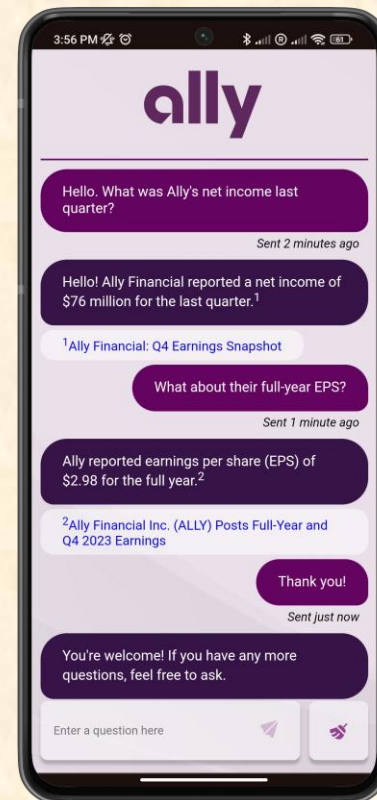 3:56 PM
61
ally
Hello. What was Ally's net income last
quarter?
Sent 2 minutes ago
Hello! Ally Financial reported a net income of
$76 million for the last quarter.1
1Ally Financial: Q4 Earnings Snapshot
What about their full-year EPS?
Sent 1 minute ago
Ally reported earnings per share (EPS) of
$2.98 for the full year.2
2Ally Financial Inc. (ALLY) Posts Full-Year and
Q4 2023 Earnings
Thank you!
Sent just now
You're welcome! If you have any more
questions, feel free to ask.
Enter a question here